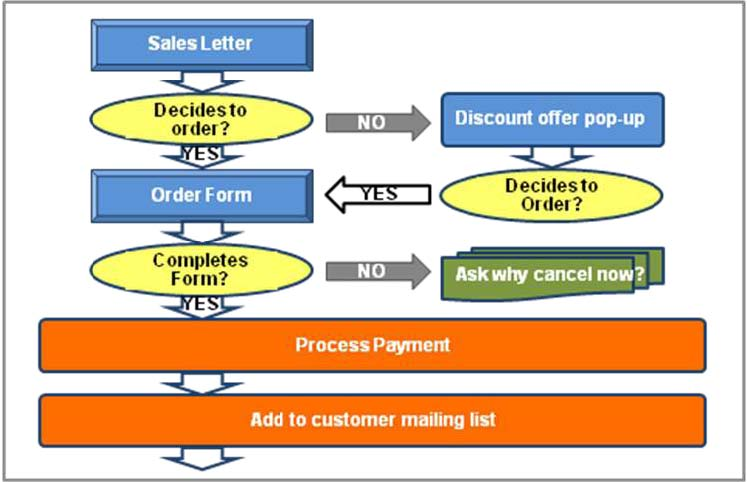 Sales Letter
Decides to
order?
NO
Discount offer pop-up
YES
Order Form
YES
Decides to
Order?
Completes
Form?
NO
Ask why cancel now?
YES
Process Payment
Add to customer mailing list